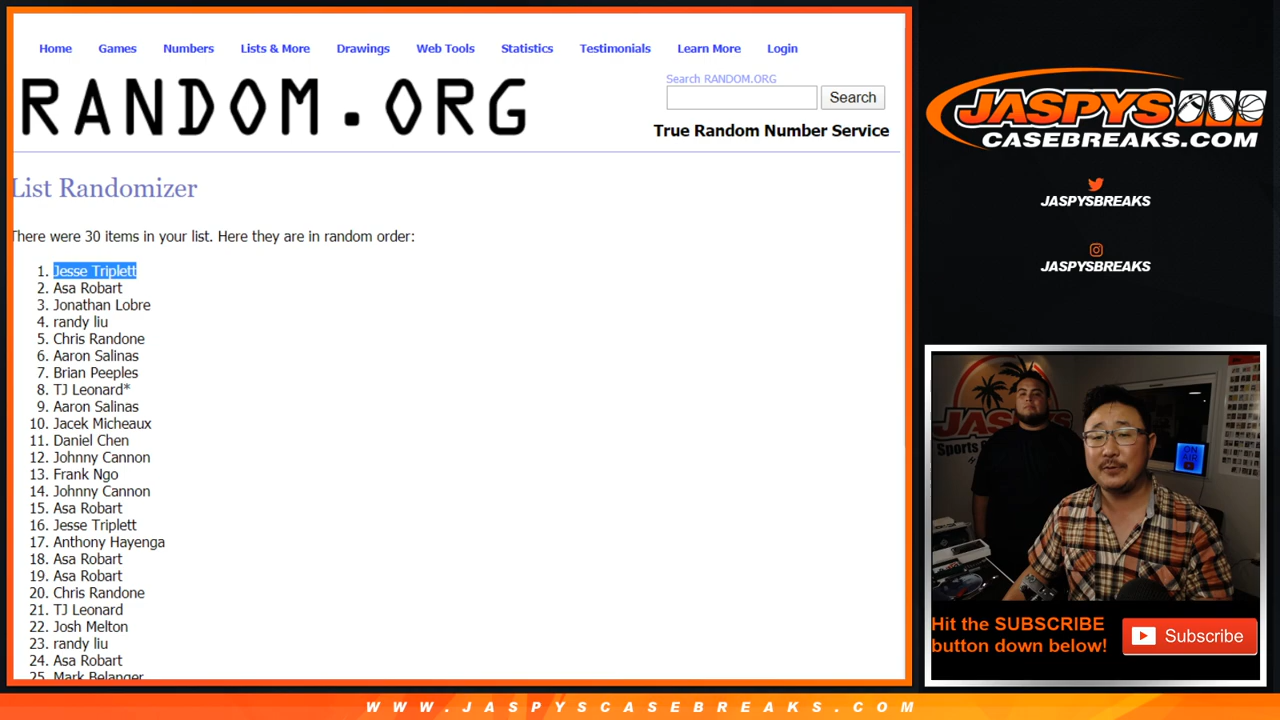 Home Games Numbers Lists & More Drawings Web Tools Statistics Testimonials Learn More Login
RANDOM.ORG
Search RANDOM.ORG
Search
True Random Number Service
List Randomizer
There were 30 items in your list. Here they are in random order:
1. Jesse Triplett
2. Asa Robart
3. Jonathan Lobre
4. randy liu
5. Chris Randone
6. Aaron Salinas
7. Brian Peeples
8. TJ Leonard*
9. Aaron Salinas
10. Jacek Micheaux
11. Daniel Chen
12. Johnny Cannon
13. Frank Ngo
14. Johnny Cannon
15. Asa Robart
16. Jesse Triplett
17. Anthony Hayenga
18. Asa Robart
19. Asa Robart
20. Chris Randone
21. TJ Leonard
22. Josh Melton
23. randy liu
24. Asa Robart
25. Mark Belanger
JASPYS
CASEBREAKS.COM
JASPYSBREAKS
JASPYSBREAKS
ON
AIR
Hit the SUBSCRIBE
button down below!
Subscribe
WWW.JASPYSCASEBREAKS.COM